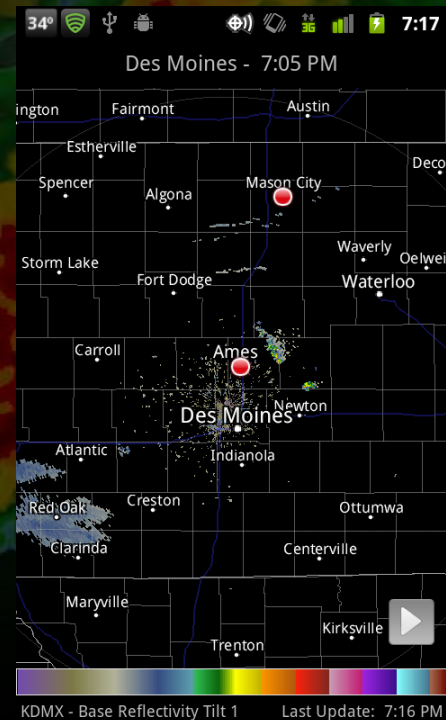 34° 3G 7:17
Des Moines - 7:05 PM
ington Fairmont Austin
Estherville
Deco
Spencer Algona Mason City
Waverly
Oelwei
Storm Lake
Fort Dodge Waterloo
Carroll Ames
Des Moines Newton
Atlantic
Indianola
Red Oak Creston Ottumwa
Clarinda Centerville
Maryville
Kirksville
Trenton
KDMX - Base Reflectivity Tilt 1 Last Update: 7:16 PM